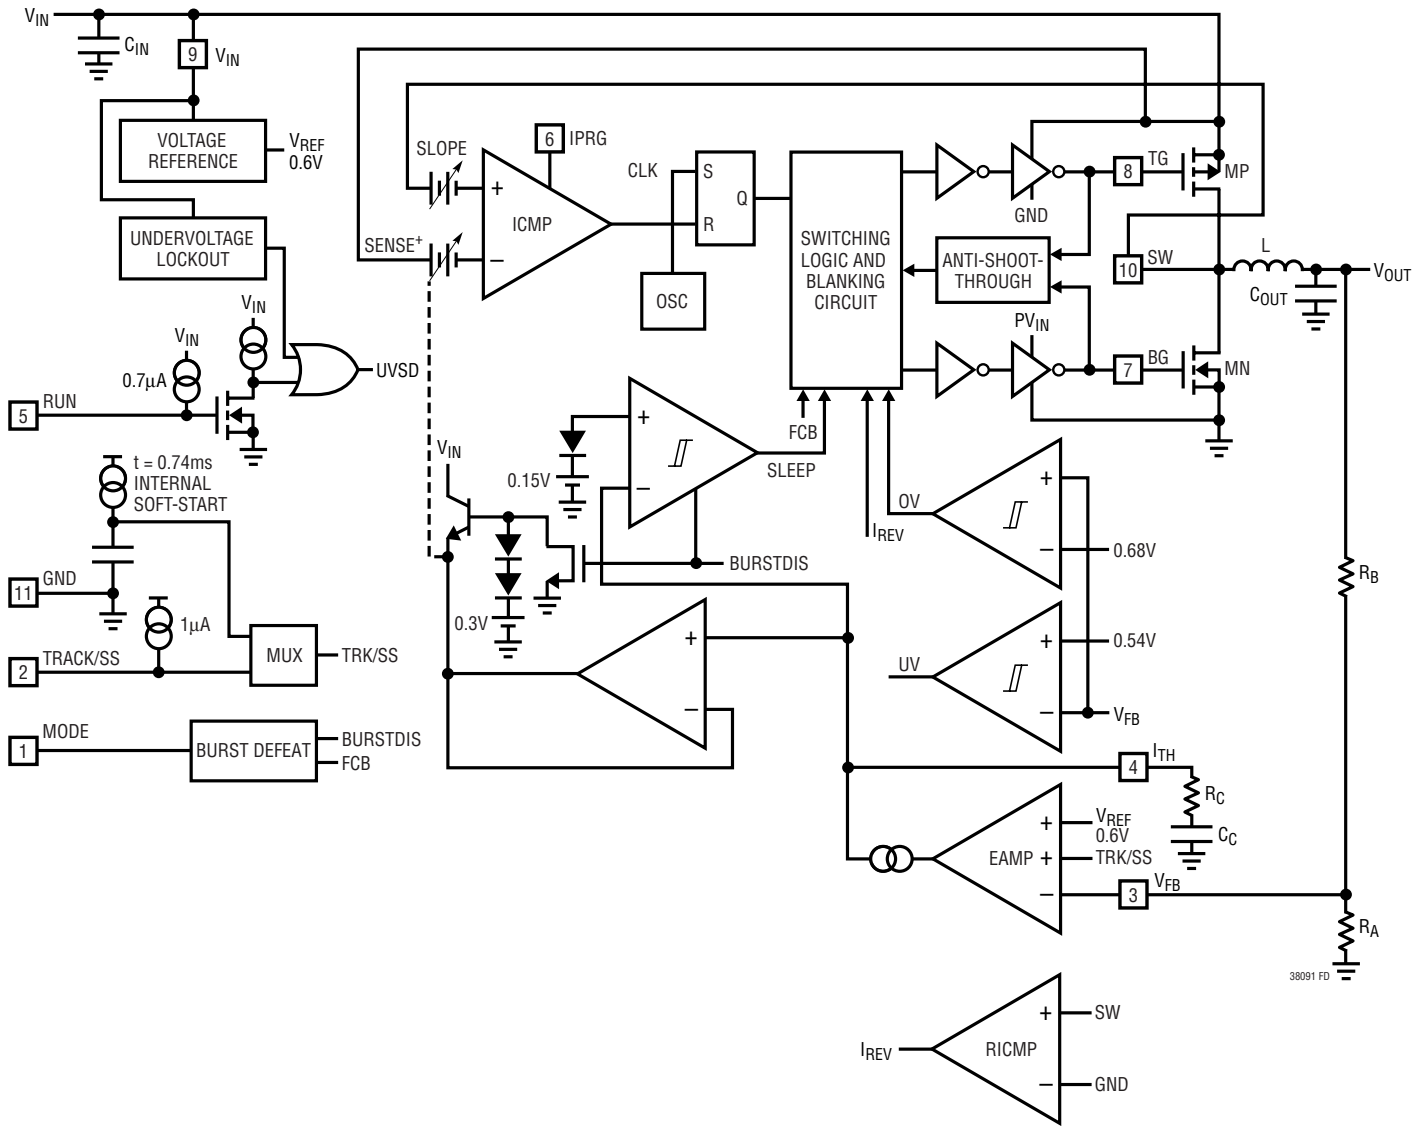 VIN
CIN
9
VIN
VOLTAGE
REFERENCE
VREF
0.6V
UNDERVOLTAGE
LOCKOUT
VIN
VIN
0.7µA
UVSD
5
RUN
t = 0.74ms
INTERNAL
SOFT-START
11
GND
1µA
2
TRACK/SS
MUX
TRK/SS
1
MODE
BURST DEFEAT
BURSTDIS
FCB
SLOPE
6
IPRG
+
ICMP
SENSE+
–
CLK
S
Q
R
OSC
SWITCHING
LOGIC AND
BLANKING
CIRCUIT
GND
ANTI-SHOOT-
THROUGH
PVIN
8
TG
MP
10
SW
L
VOUT
COUT
7
BG
MN
FCB
SLEEP
IREV
OV
+
–
0.15V
VIN
BURSTDIS
0.3V
+
–
+
–
0.68V
UV
+
0.54V
–
VFB
RB
4
ITH
RC
CC
EAMP
+
VREF
0.6V
+
TRK/SS
–
3
VFB
RA
38091 FD
IREV
RICMP
+
SW
–
GND